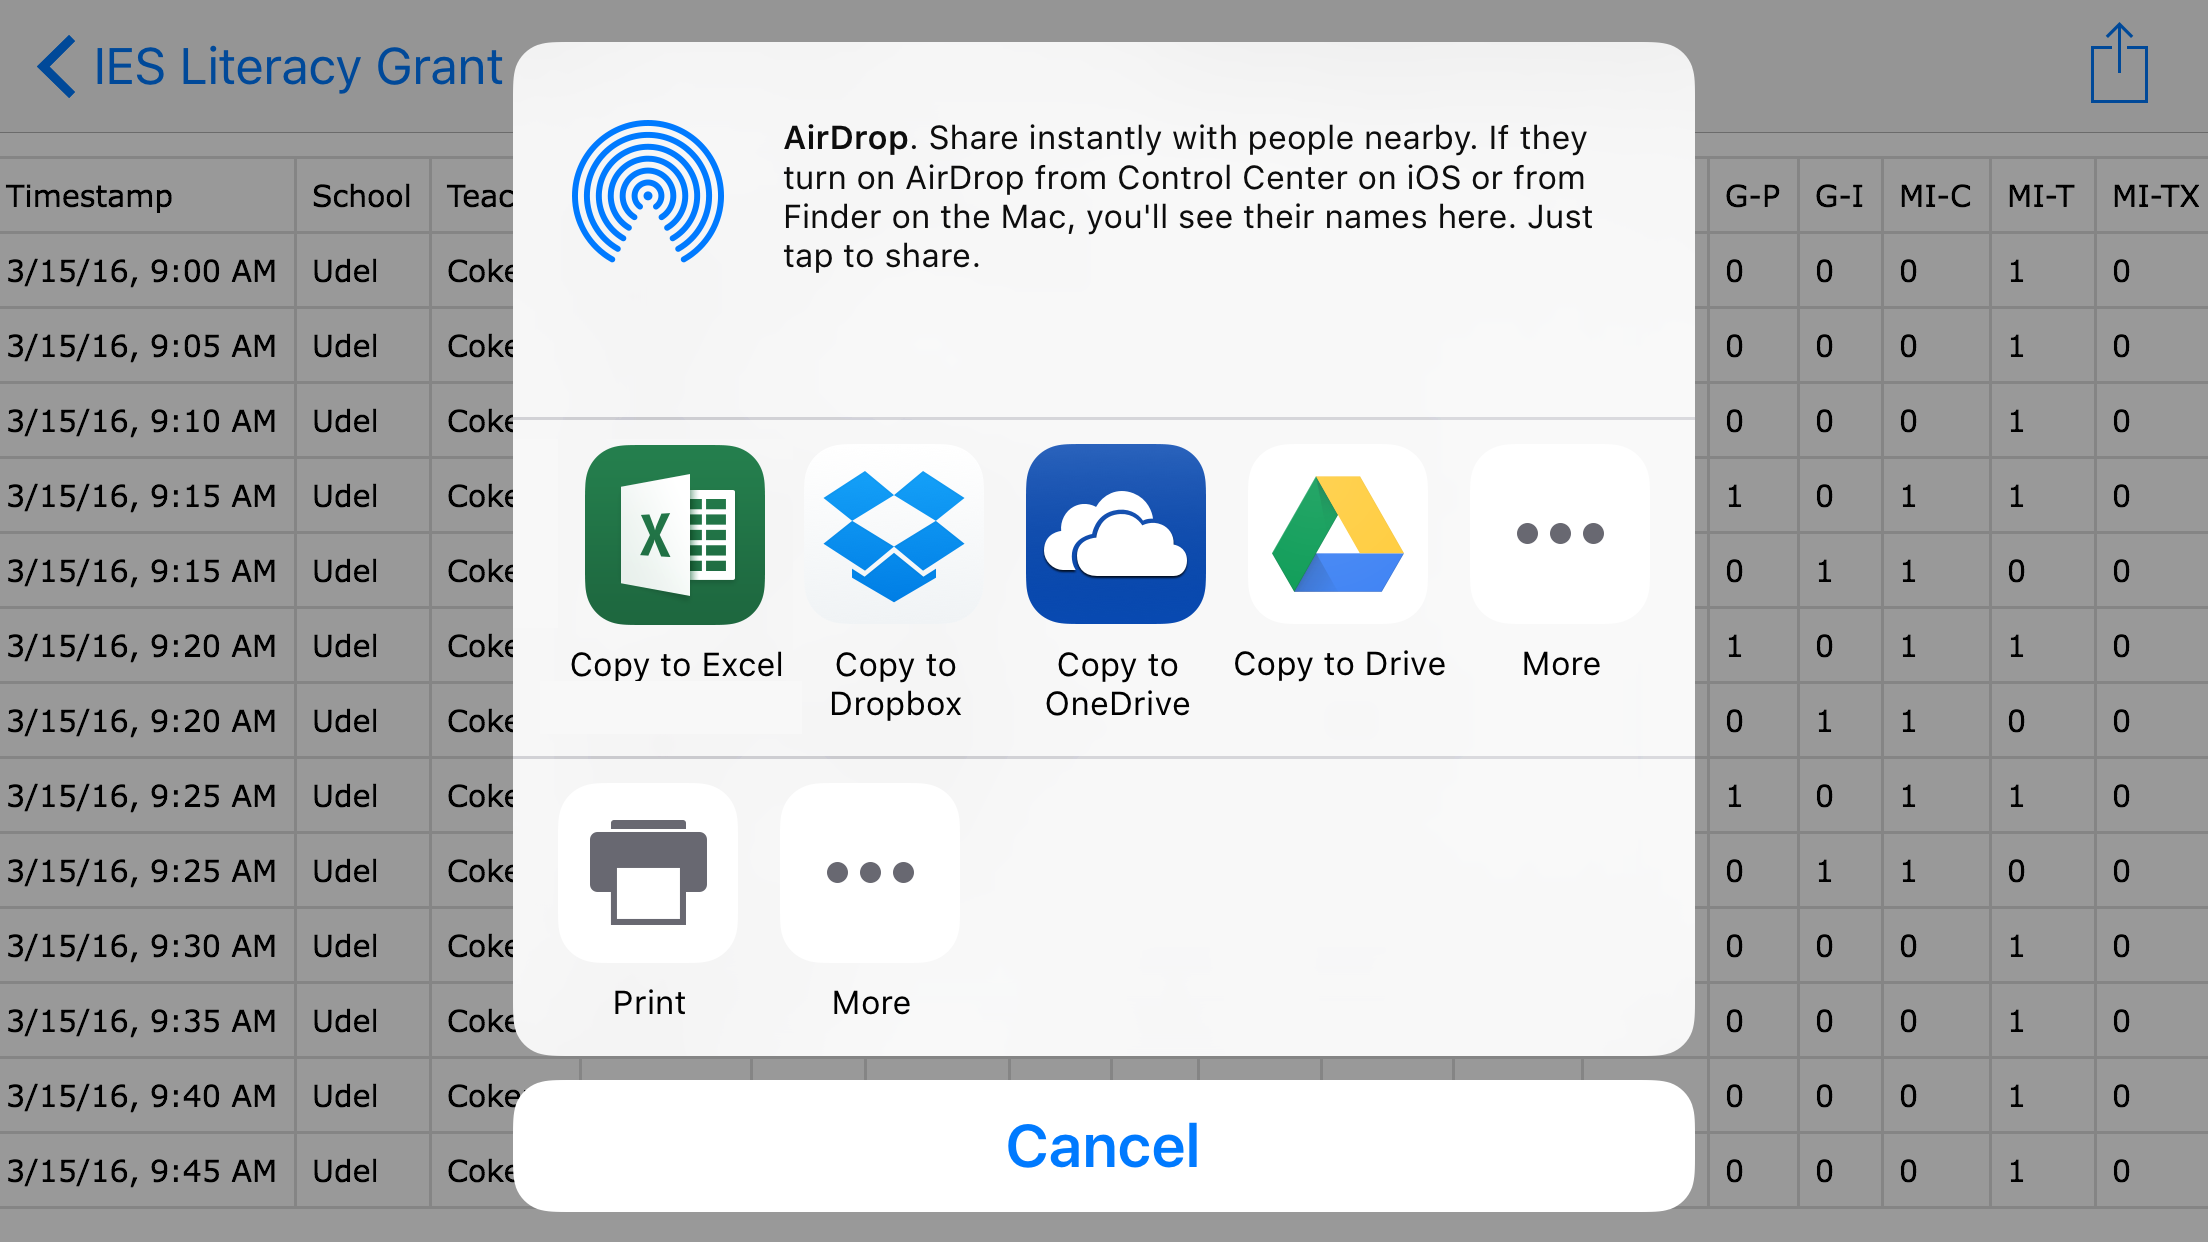 IES Literacy Grant
AirDrop. Share instantly with people nearby. If they
turn on AirDrop from Control Center on iOS or from
Finder on the Mac, you'll see their names here. Just
tap to share.
Timestamp School G-P G-I MI-C MI-T MI-TX
3/15/16, 9:00 AM Udel 0 0 0 1 0
3/15/16, 9:05 AM Udel 0 0 0 1 0
3/15/16, 9:10 AM Udel 0 0 0 1 0
3/15/16, 9:15 AM Udel 1 0 1 1 0
3/15/16, 9:15 AM Udel 0 1 1 0 0
3/15/16, 9:20 AM Udel 1 0 1 1 0
3/15/16, 9:20 AM Udel 0 1 1 0 0
3/15/16, 9:25 AM Udel 1 0 1 1 0
3/15/16, 9:25 AM Udel 0 1 1 0 0
3/15/16, 9:30 AM Udel 0 0 0 1 0
3/15/16, 9:35 AM Udel 0 0 0 1 0
3/15/16, 9:40 AM Udel 0 0 0 1 0
3/15/16, 9:45 AM Udel 0 0 0 1 0
X
Copy to Excel
Copy to
Dropbox
Copy to
OneDrive
Copy to Drive
More
Print
More
Cancel